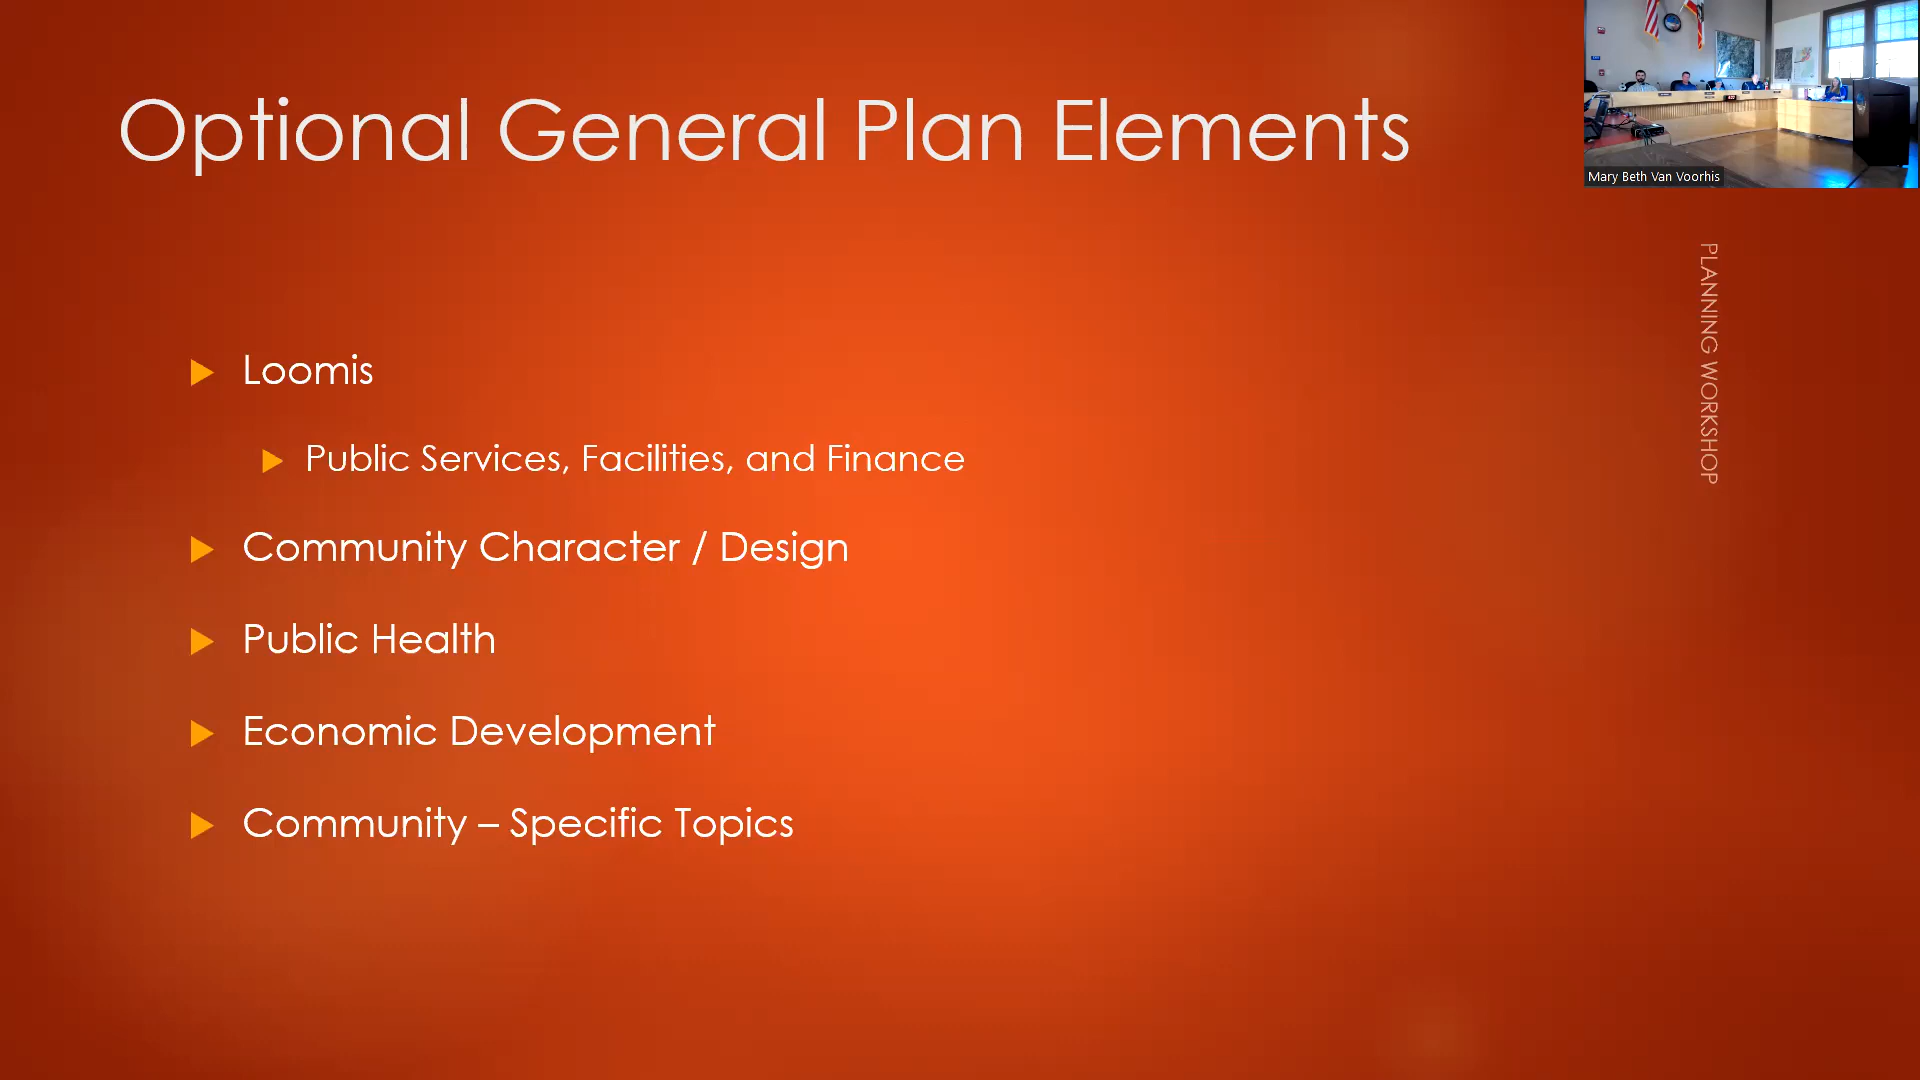 Optional General Plan Elements
Mary Beth Van Voorhis
PLANNING WORKSHOP
Loomis
Public Services, Facilities, and Finance
Community Character / Design
Public Health
Economic Development
Community – Specific Topics